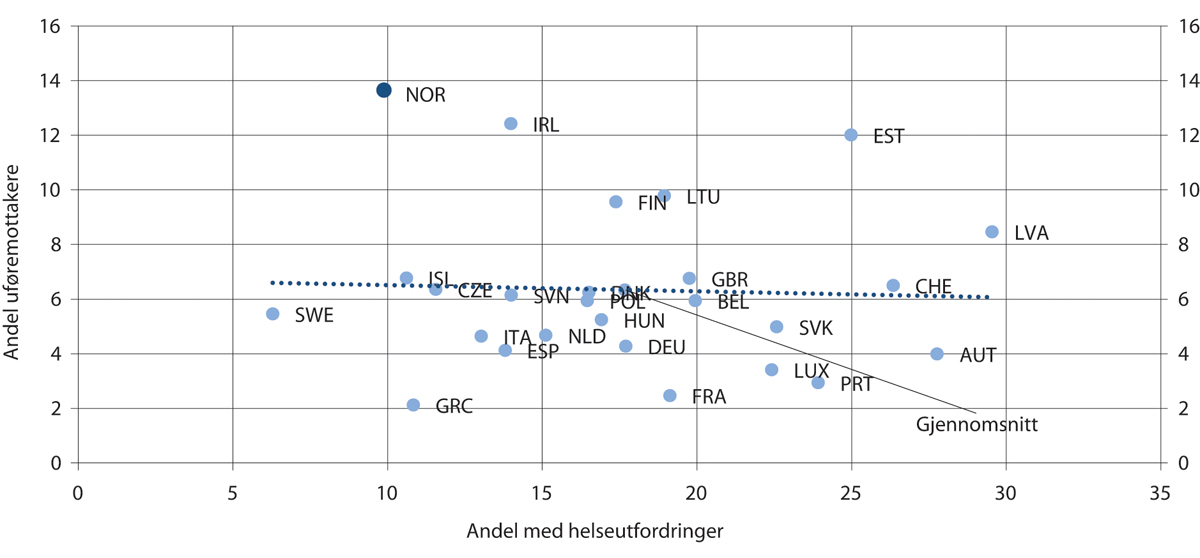 16 16
14 14
NOR
IRL
12 EST 12
10 10
FIN LTU
LVA
8 8
ISL GBR
CZE CHE
SVN DNK
6 POL BEL 6
SWE
HUN
SVK
ITA NLD
ESP DEU
4 AUT 4
LUX
PRT
FRA
GRC
2 2
Gjennomsnitt
0 0
0 5 10 15 20 25 30 35
Andel uføremottakere
Andel med helseutfordringer